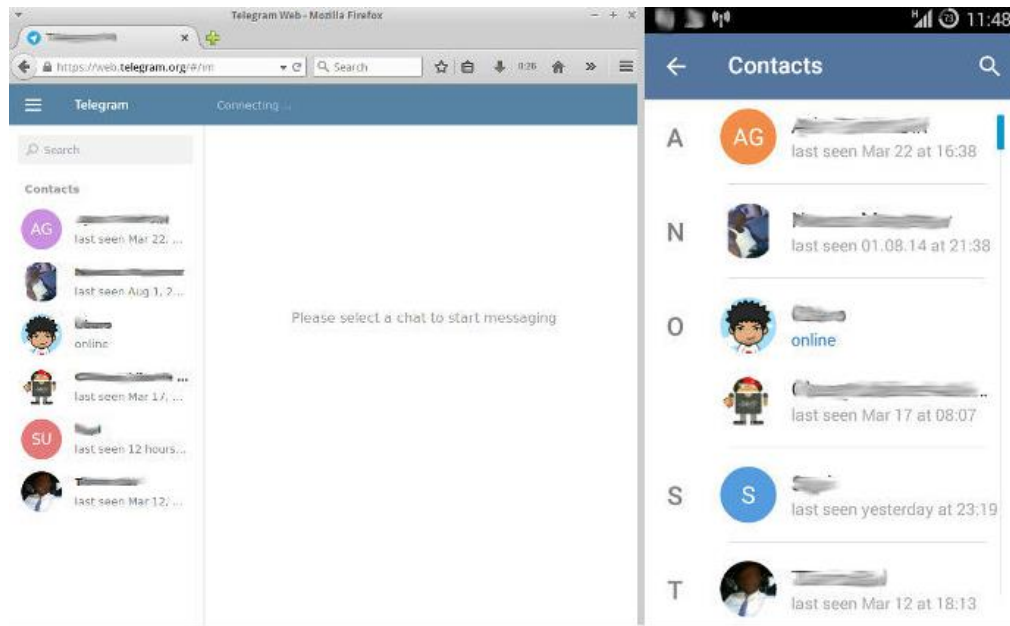 Telegram Web - Mozilla Firefox
https://web.telegram.org/#/im
Search
0:26
Telegram
Connecting ...
Search
Contacts
AG
last seen Mar 22, ...
last seen Aug 1, 2...
online
...
last seen Mar 17, ...
SU
last seen 12 hours...
T
last seen Mar 12, ...
Please select a chat to start messaging
H
73
11:48
Contacts
A
AG
last seen Mar 22 at 16:38
N
last seen 01.08.14 at 21:38
O
online
last seen Mar 17 at 08:07
S
S
last seen yesterday at 23:19
T
last seen Mar 12 at 18:13